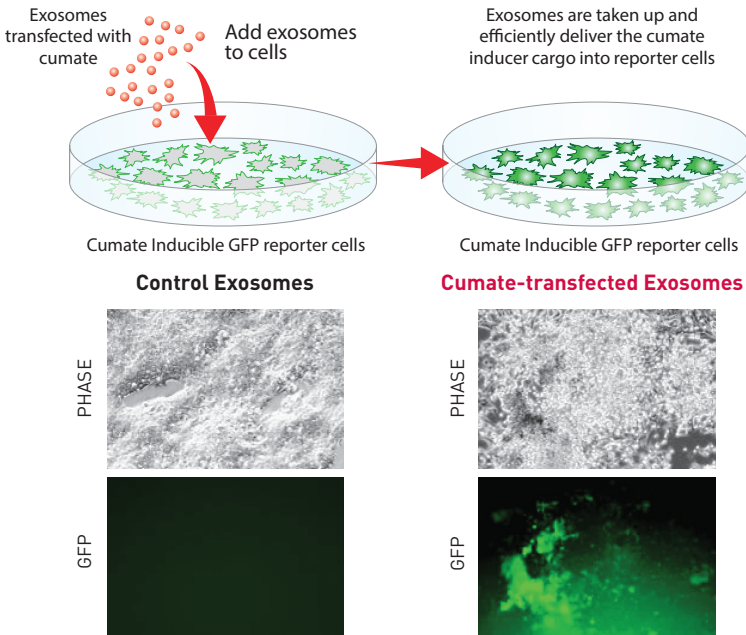 Exosomes
transfected with
cumate
Add exosomes
to cells
Exosomes are taken up and
efficiently deliver the cumate
inducer cargo into reporter cells
Cumate Inducible GFP reporter cells
Cumate Inducible GFP reporter cells
Control Exosomes
Cumate-transfected Exosomes
PHASE
PHASE
GFP
GFP